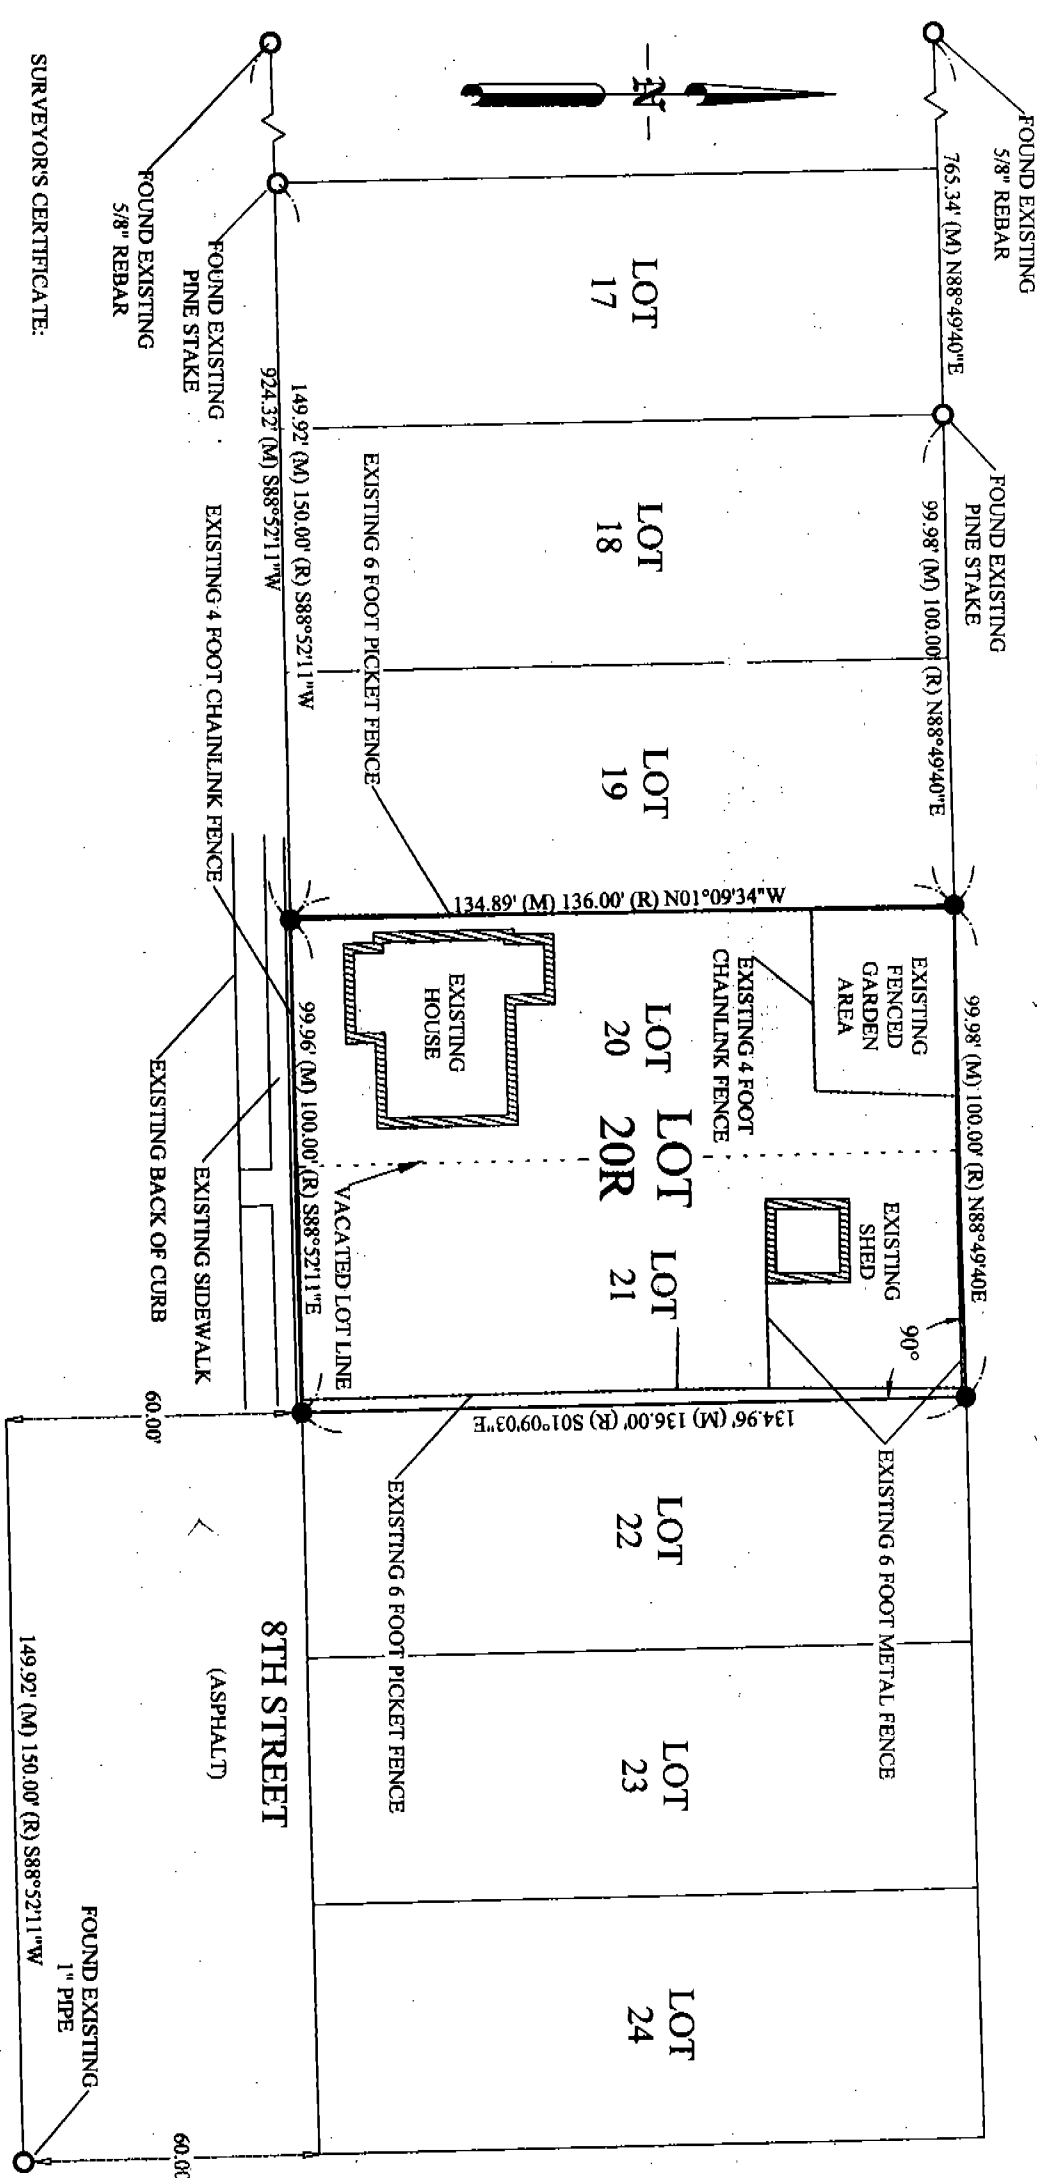 FOUND EXISTING
5/8" REBAR
765.34' (M) N88°49'40"E
FOUND EXISTING
PINE STAKE
99.98' (M) 100.00' (R) N88°49'40"E
99.98' (M) 100.00' (R) N88°49'40E
-N-
LOT
17
LOT
18
LOT
19
134.89' (M) 136.00' (R) N01°09'34"W
EXISTING
FENCED
GARDEN
AREA
EXISTING 4 FOOT
CHAINLINK FENCE
EXISTING
SHED
90°
LOT
20
LOT
20R
LOT
21
EXISTING
HOUSE
VACATED LOT LINE
134.96' (M) 136.00' (R) S01°09'03"E
EXISTING 6 FOOT METAL FENCE
LOT
22
LOT
23
LOT
24
EXISTING 6 FOOT PICKET FENCE
EXISTING 6 FOOT PICKET FENCE
149.92' (M) 150.00' (R) S88°52'11"W
924.32' (M) S88°52'11"W
99.96' (M) 100.00' (R) S88°52'11"E
FOUND EXISTING
PINE STAKE
FOUND EXISTING
5/8" REBAR
EXISTING 4 FOOT CHAINLINK FENCE
EXISTING SIDEWALK
EXISTING BACK OF CURB
60.00'
8TH STREET
(ASPHALT)
60.00
FOUND EXISTING
1" PIPE
149.92' (M) 150.00' (R) S88°52'11"W
SURVEYOR'S CERTIFICATE: